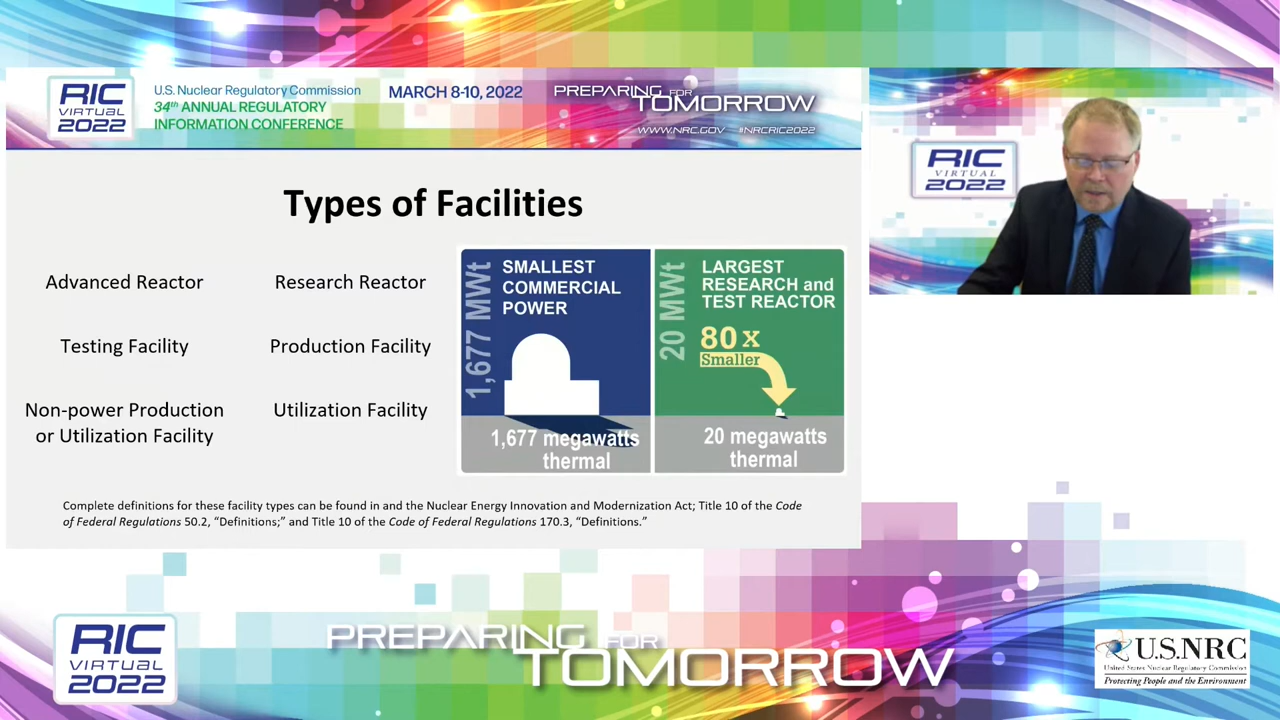 RIC
VIRTUAL
2022
U.S. Nuclear Regulatory Commission
34th ANNUAL REGULATORY
INFORMATION CONFERENCE
MARCH 8-10, 2022
PREPARING FOR
TOMORROW
WWW.NRC.GOV #NRCRIC2022
RIC
VIRTUAL
2022
Types of Facilities
Advanced Reactor
Research Reactor
Testing Facility
Production Facility
Non-power Production
or Utilization Facility
Utilization Facility
1,677 MWt
SMALLEST
COMMERCIAL
POWER
1,677 megawatts
thermal
20 MWt
LARGEST
RESEARCH and
TEST REACTOR
80 x
Smaller
20 megawatts
thermal
Complete definitions for these facility types can be found in and the Nuclear Energy Innovation and Modernization Act; Title 10 of the Code
of Federal Regulations 50.2, “Definitions;” and Title 10 of the Code of Federal Regulations 170.3, “Definitions.”
RIC
VIRTUAL
2022
PREPARING FOR
TOMORROW
U.S.NRC
United States Nuclear Regulatory Commission
Protecting People and the Environment